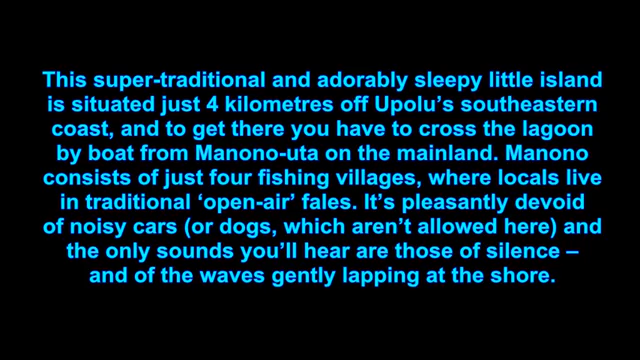 This super-traditional and adorably sleepy little island
is situated just 4 kilometres off Upolu’s southeastern
coast, and to get there you have to cross the lagoon
by boat from Manono-uta on the mainland. Manono
consists of just four fishing villages, where locals live
in traditional ‘open-air’ fales. It’s pleasantly devoid
of noisy cars (or dogs, which aren’t allowed here) and
the only sounds you’ll hear are those of silence –
and of the waves gently lapping at the shore.